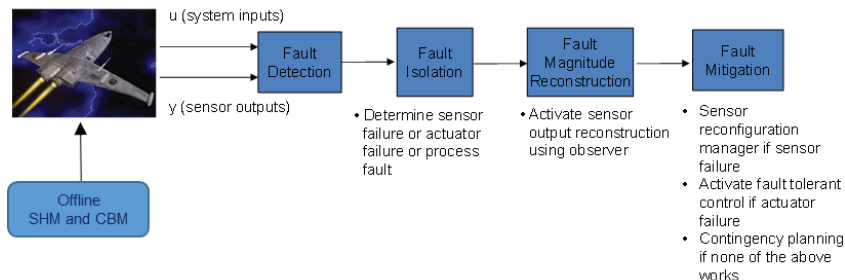 u (system inputs)
y (sensor outputs)
Offline
SHM and CBM
Fault
Detection
Fault
Isolation
• Determine sensor
failure or actuator
failure or process
fault
Fault
Magnitude
Reconstruction
• Activate sensor
output reconstruction
using observer
Fault
Mitigation
• Sensor
reconfiguration
manager if sensor
failure
• Activate fault tolerant
control if actuator
failure
• Contingency planning
if none of the above
works